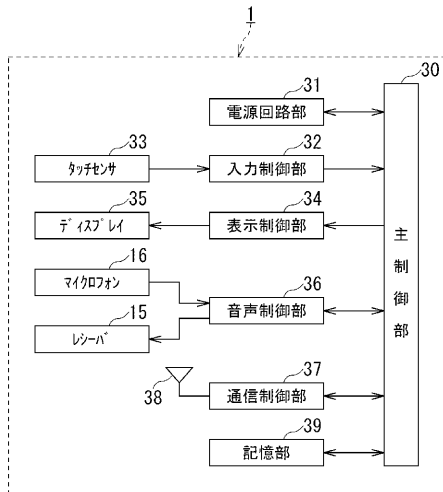 1
30
31
電源回路部
33
32
ﾀｯﾁｾﾝｻ
入力制御部
35
34
ﾃﾞｨｽﾌﾟﾚｲ
表示制御部
主制御部
16
ﾏｲｸﾛﾌｫﾝ
36
音声制御部
15
ﾚｼｰﾊﾞ
37
38
通信制御部
39
記憶部